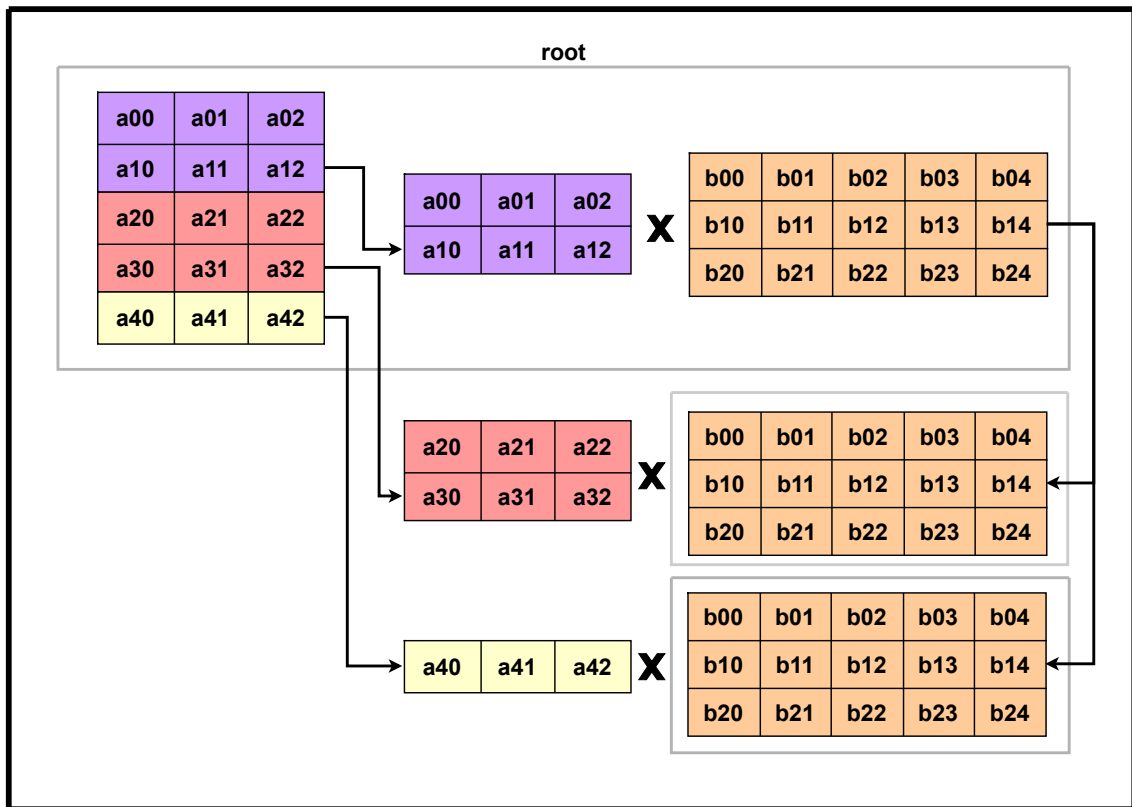 root
a00 a01 a02
a10 a11 a12
a20 a21 a22
a30 a31 a32
a40 a41 a42
a00 a01 a02
a10 a11 a12
X
b00 b01 b02 b03 b04
b10 b11 b12 b13 b14
b20 b21 b22 b23 b24
a20 a21 a22
a30 a31 a32
X
b00 b01 b02 b03 b04
b10 b11 b12 b13 b14
b20 b21 b22 b23 b24
a40 a41 a42
X
b00 b01 b02 b03 b04
b10 b11 b12 b13 b14
b20 b21 b22 b23 b24